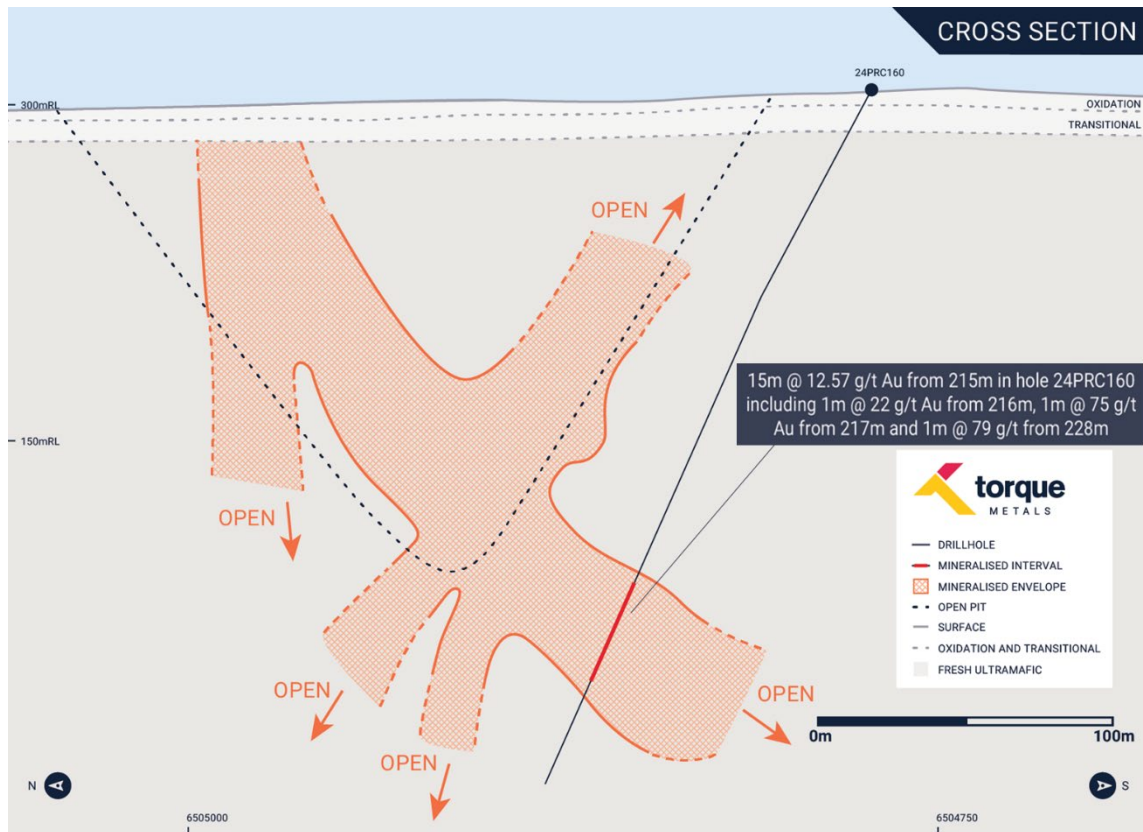 CROSS SECTION
24PRC160
300mRL
OXIDATION
TRANSITIONAL
OPEN
15m @ 12.57 g/t Au from 215m in hole 24PRC160
including 1m @ 22 g/t Au from 216m, 1m @ 75 g/t
Au from 217m and 1m @ 79 g/t from 228m
150mRL
torque
METALS
OPEN
DRILLHOLE
MINERALISED INTERVAL
MINERALISED ENVELOPE
OPEN PIT
SURFACE
OXIDATION AND TRANSITIONAL
FRESH ULTRAMAFIC
OPEN
OPEN
OPEN
0m 100m
N
S
6505000
6504750